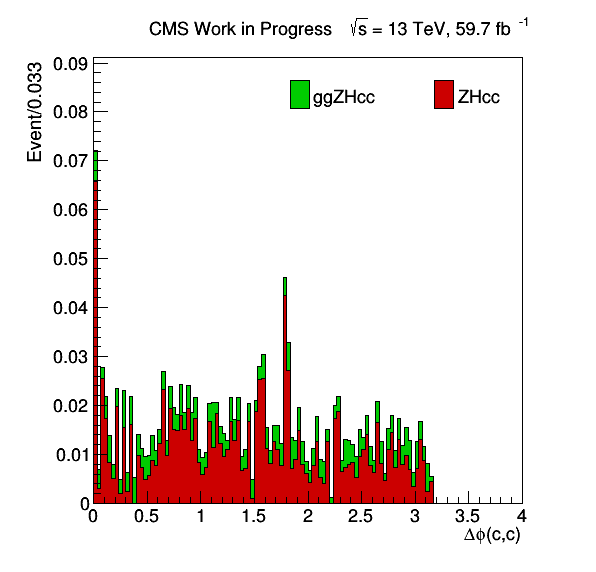 CMS Work in Progress √s = 13 TeV, 59.7 fb⁻¹
Event/0.033
ggZHcc ZHcc
0.09
0.08
0.07
0.06
0.05
0.04
0.03
0.02
0.01
0
0 0.5 1 1.5 2 2.5 3 3.5 4
Δϕ(c,c)